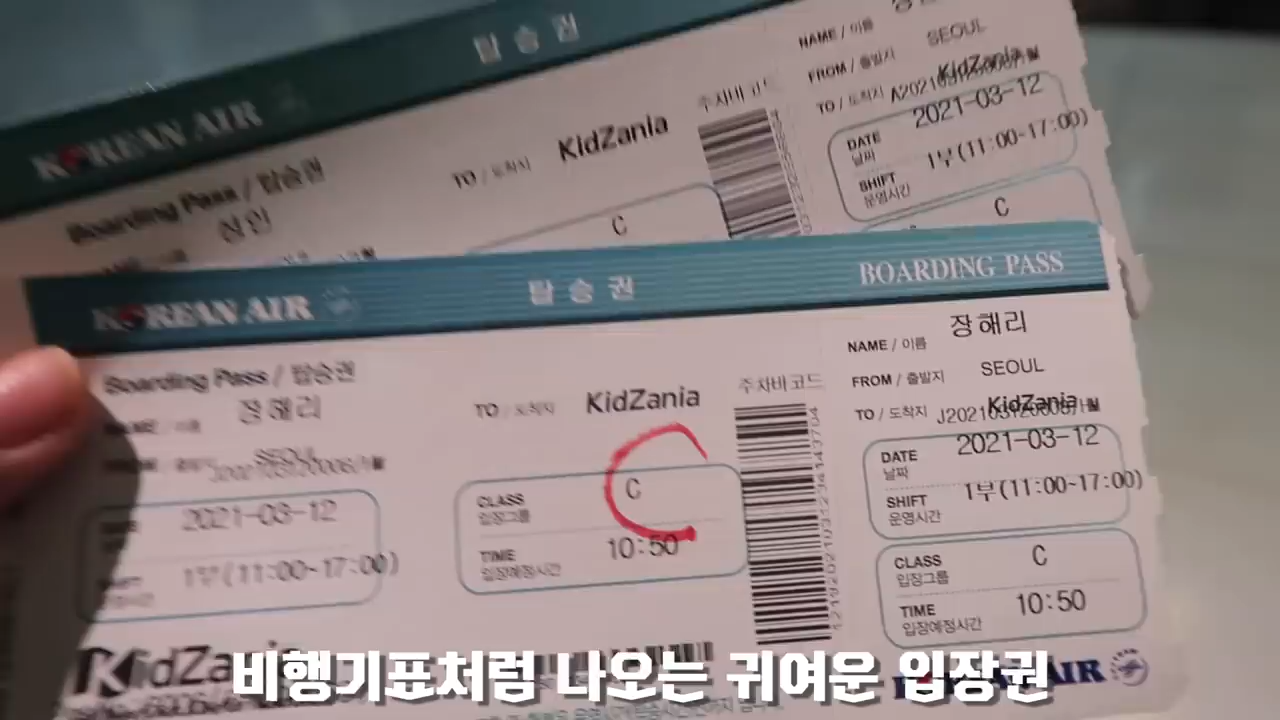 탑승권
KOREAN AIR
Boarding Pass / 탑승권
성인
TO / 도착지 KidZania
주차바코드
C
NAME / 이름
FROM / 출발지 SEOUL
TO / 도착지 KidZania
DATE 날짜 2021-03-12
SHIFT 운영시간 1부(11:00~17:00)
C
KOREAN AIR 탑승권 BOARDING PASS
Boarding Pass / 탑승권
장해리
SEOUL
2021-03-12
1부(11:00~17:00)
TO / 도착지 KidZania
CLASS 입장그룹 C
TIME 입장예정시간 10:50
주차바코드
NAME / 이름 장해리
FROM / 출발지 SEOUL
TO / 도착지 KidZania
DATE 날짜 2021-03-12
SHIFT 운영시간 1부(11:00~17:00)
CLASS 입장그룹 C
TIME 입장예정시간 10:50
KidZania
KOREAN AIR
비행기표처럼 나오는 귀여운 입장권